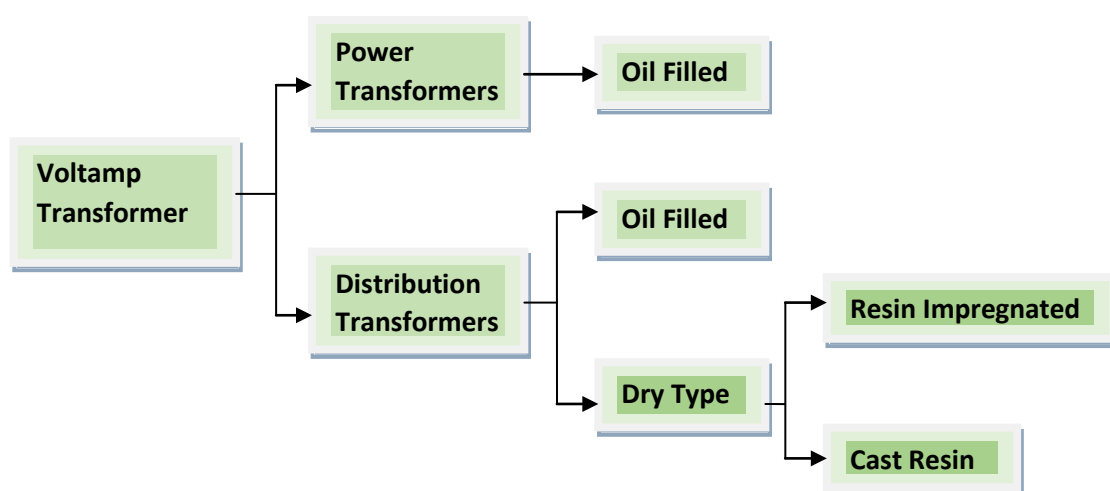 Power
Transformers
Oil Filled
Voltamp
Transformer
Oil Filled
Distribution
Transformers
Resin Impregnated
Dry Type
Cast Resin